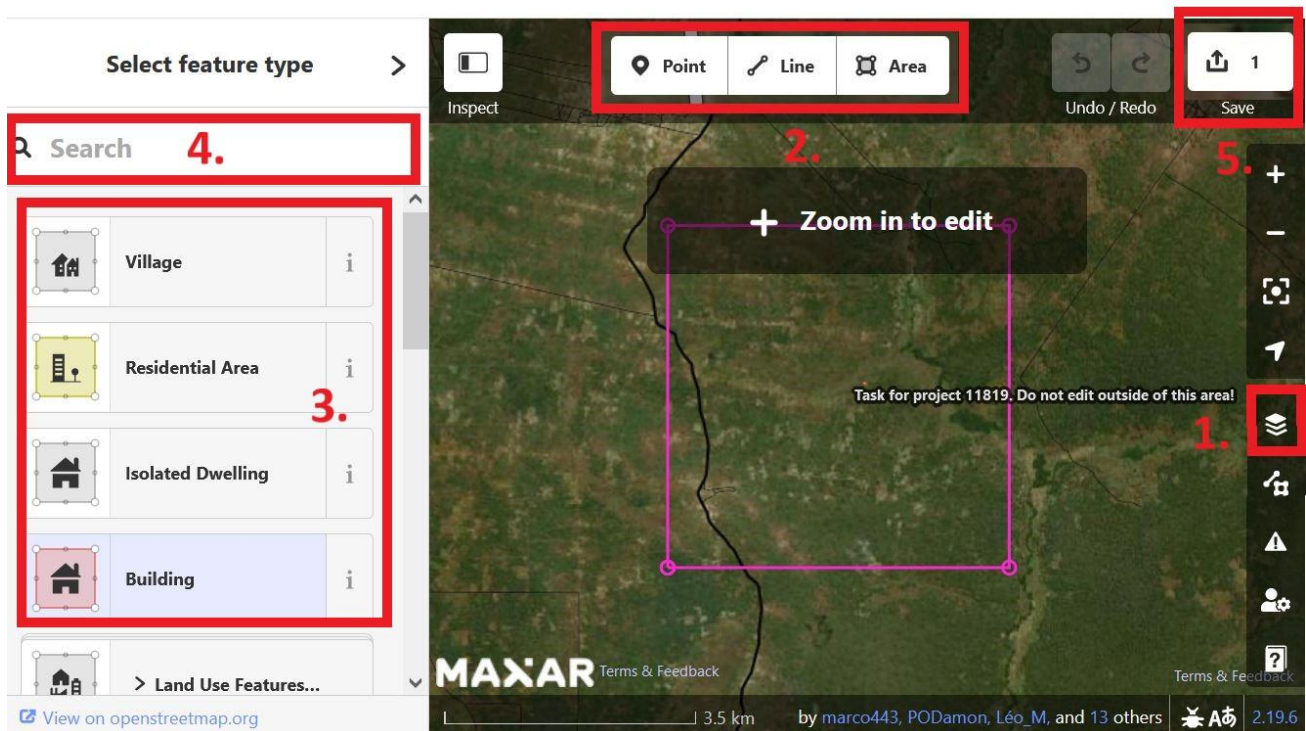 Select feature type
Search 4.
3.
Village i
Residential Area i
Isolated Dwelling i
Building i
> Land Use Features...
View on openstreetmap.org
Inspect
Point Line Area
2.
Undo / Redo
1
Save
5.
+ Zoom in to edit
Task for project 11819. Do not edit outside of this area!
1.
MAXAR Terms & Feedback
Terms & Feedback
3.5 km by marco443, PODamon, Léo_M, and 13 others Aあ 2.19.6